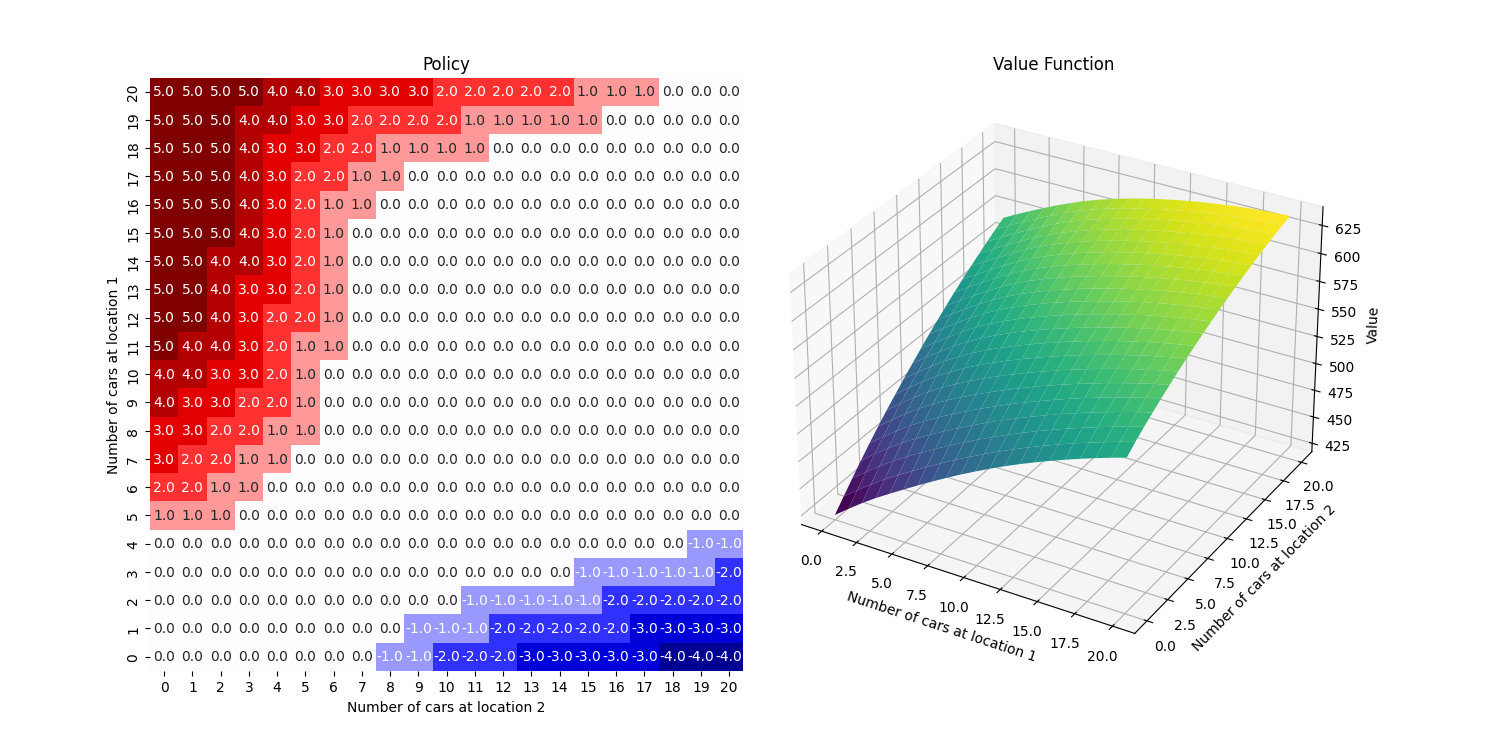 Policy
20 5.0 5.0 5.0 5.0 4.0 4.0 3.0 3.0 3.0 3.0 2.0 2.0 2.0 2.0 2.0 1.0 1.0 1.0 0.0 0.0 0.0
19 5.0 5.0 5.0 4.0 4.0 3.0 3.0 2.0 2.0 2.0 2.0 1.0 1.0 1.0 1.0 1.0 0.0 0.0 0.0 0.0 0.0
18 5.0 5.0 5.0 4.0 3.0 3.0 2.0 2.0 1.0 1.0 1.0 1.0 0.0 0.0 0.0 0.0 0.0 0.0 0.0 0.0 0.0
17 5.0 5.0 5.0 4.0 3.0 2.0 2.0 1.0 1.0 0.0 0.0 0.0 0.0 0.0 0.0 0.0 0.0 0.0 0.0 0.0 0.0
16 5.0 5.0 5.0 4.0 3.0 2.0 1.0 1.0 0.0 0.0 0.0 0.0 0.0 0.0 0.0 0.0 0.0 0.0 0.0 0.0 0.0
15 5.0 5.0 5.0 4.0 3.0 2.0 1.0 0.0 0.0 0.0 0.0 0.0 0.0 0.0 0.0 0.0 0.0 0.0 0.0 0.0 0.0
14 5.0 5.0 4.0 4.0 3.0 2.0 1.0 0.0 0.0 0.0 0.0 0.0 0.0 0.0 0.0 0.0 0.0 0.0 0.0 0.0 0.0
13 5.0 5.0 4.0 3.0 3.0 2.0 1.0 0.0 0.0 0.0 0.0 0.0 0.0 0.0 0.0 0.0 0.0 0.0 0.0 0.0 0.0
12 5.0 5.0 4.0 3.0 2.0 2.0 1.0 0.0 0.0 0.0 0.0 0.0 0.0 0.0 0.0 0.0 0.0 0.0 0.0 0.0 0.0
11 5.0 4.0 4.0 3.0 2.0 1.0 1.0 0.0 0.0 0.0 0.0 0.0 0.0 0.0 0.0 0.0 0.0 0.0 0.0 0.0 0.0
10 4.0 4.0 3.0 3.0 2.0 1.0 0.0 0.0 0.0 0.0 0.0 0.0 0.0 0.0 0.0 0.0 0.0 0.0 0.0 0.0 0.0
9 4.0 3.0 3.0 2.0 2.0 1.0 0.0 0.0 0.0 0.0 0.0 0.0 0.0 0.0 0.0 0.0 0.0 0.0 0.0 0.0 0.0
8 3.0 3.0 2.0 2.0 1.0 1.0 0.0 0.0 0.0 0.0 0.0 0.0 0.0 0.0 0.0 0.0 0.0 0.0 0.0 0.0 0.0
7 3.0 2.0 2.0 1.0 1.0 0.0 0.0 0.0 0.0 0.0 0.0 0.0 0.0 0.0 0.0 0.0 0.0 0.0 0.0 0.0 0.0
6 2.0 2.0 1.0 1.0 0.0 0.0 0.0 0.0 0.0 0.0 0.0 0.0 0.0 0.0 0.0 0.0 0.0 0.0 0.0 0.0 0.0
5 1.0 1.0 1.0 0.0 0.0 0.0 0.0 0.0 0.0 0.0 0.0 0.0 0.0 0.0 0.0 0.0 0.0 0.0 0.0 0.0 0.0
4 0.0 0.0 0.0 0.0 0.0 0.0 0.0 0.0 0.0 0.0 0.0 0.0 0.0 0.0 0.0 0.0 0.0 0.0 0.0 -1.0 -1.0
3 0.0 0.0 0.0 0.0 0.0 0.0 0.0 0.0 0.0 0.0 0.0 0.0 0.0 0.0 0.0 -1.0 -1.0 -1.0 -1.0 -1.0 -2.0
2 0.0 0.0 0.0 0.0 0.0 0.0 0.0 0.0 0.0 0.0 0.0 -1.0 -1.0 -1.0 -1.0 -1.0 -2.0 -2.0 -2.0 -2.0 -2.0
1 0.0 0.0 0.0 0.0 0.0 0.0 0.0 0.0 0.0 -1.0 -1.0 -1.0 -2.0 -2.0 -2.0 -2.0 -2.0 -3.0 -3.0 -3.0 -3.0
0 0.0 0.0 0.0 0.0 0.0 0.0 0.0 0.0 -1.0 -1.0 -2.0 -2.0 -2.0 -3.0 -3.0 -3.0 -3.0 -3.0 -4.0 -4.0 -4.0
0 1 2 3 4 5 6 7 8 9 10 11 12 13 14 15 16 17 18 19 20
Number of cars at location 2
Number of cars at location 1
Value Function
625
600
575
550
525
500
475
450
425
Value
0.0 2.5 5.0 7.5 10.0 12.5 15.0 17.5 20.0
Number of cars at location 1
0.0 2.5 5.0 7.5 10.0 12.5 15.0 17.5 20.0
Number of cars at location 2